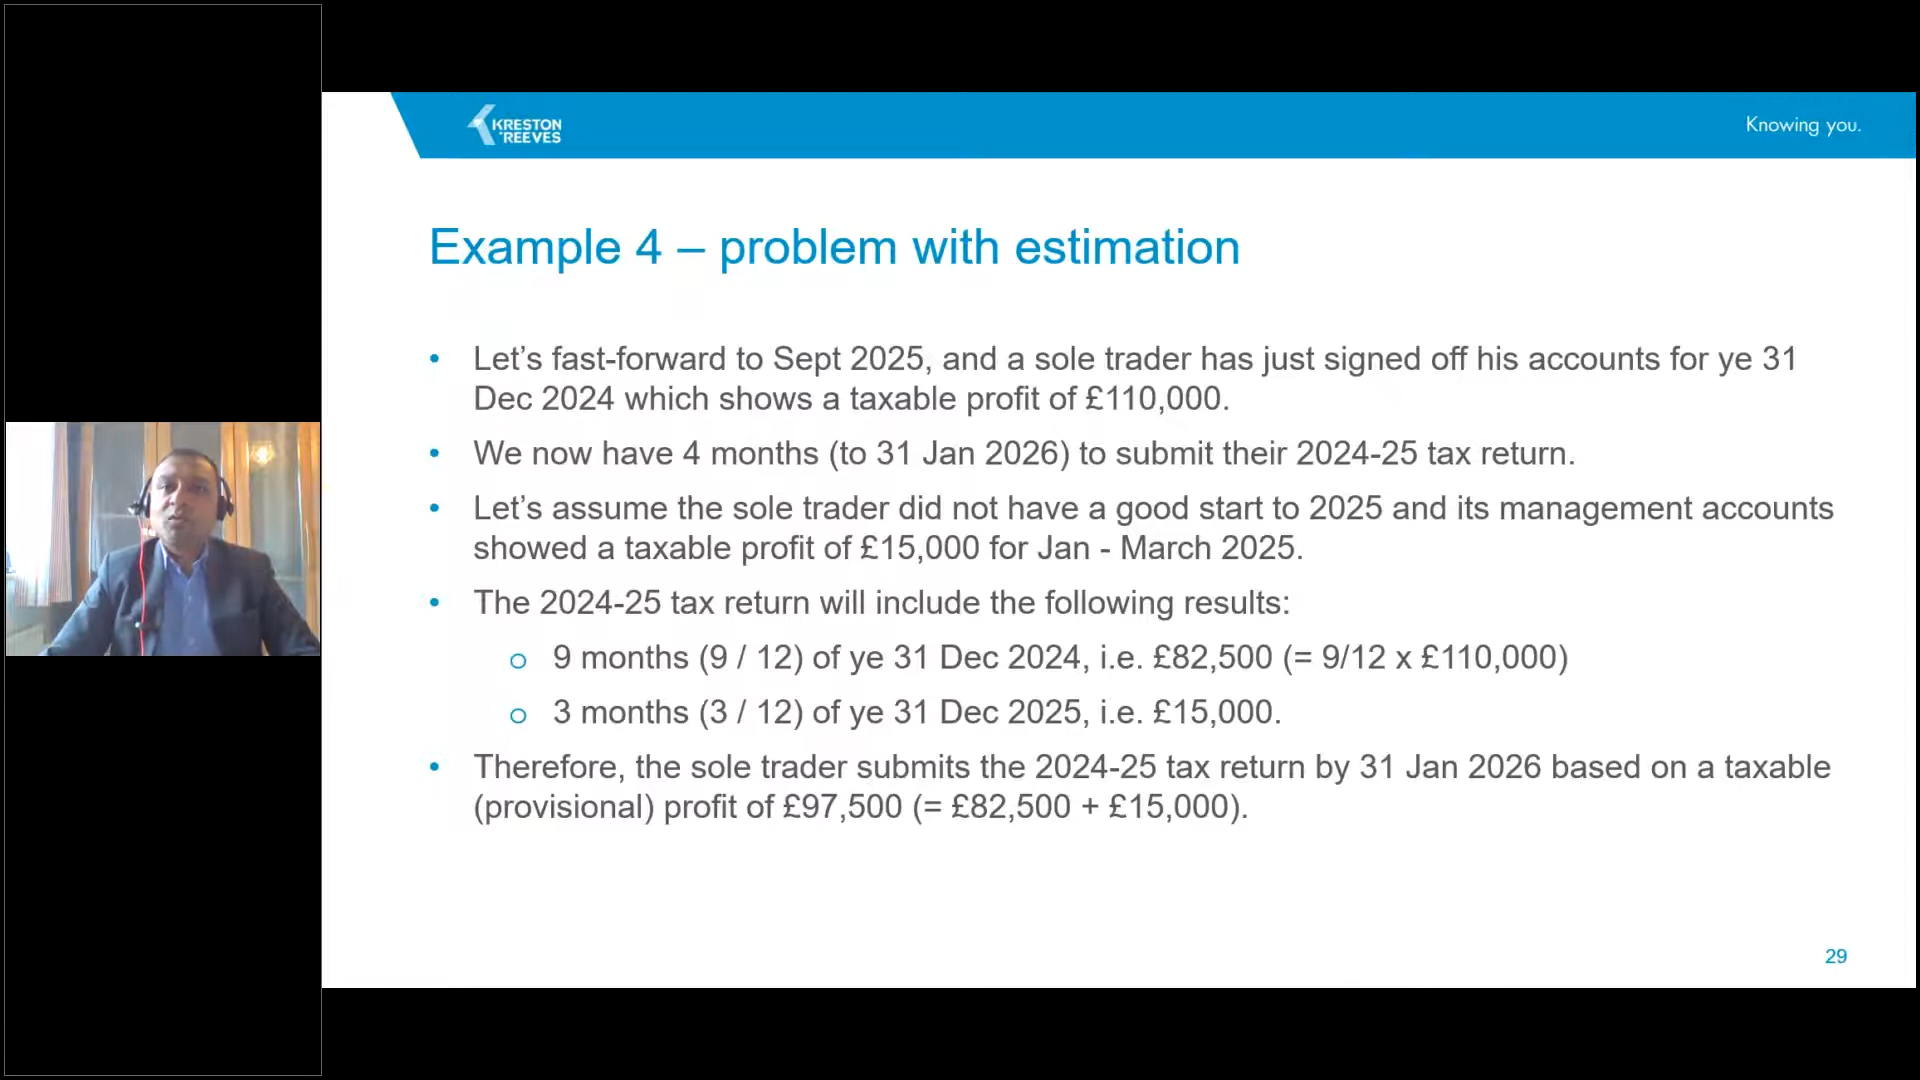 KRESTON
REEVES
Knowing you.
Example 4 – problem with estimation
• Let’s fast-forward to Sept 2025, and a sole trader has just signed off his accounts for ye 31
Dec 2024 which shows a taxable profit of £110,000.
• We now have 4 months (to 31 Jan 2026) to submit their 2024-25 tax return.
• Let’s assume the sole trader did not have a good start to 2025 and its management accounts
showed a taxable profit of £15,000 for Jan - March 2025.
• The 2024-25 tax return will include the following results:
o 9 months (9 / 12) of ye 31 Dec 2024, i.e. £82,500 (= 9/12 x £110,000)
o 3 months (3 / 12) of ye 31 Dec 2025, i.e. £15,000.
• Therefore, the sole trader submits the 2024-25 tax return by 31 Jan 2026 based on a taxable
(provisional) profit of £97,500 (= £82,500 + £15,000).
29